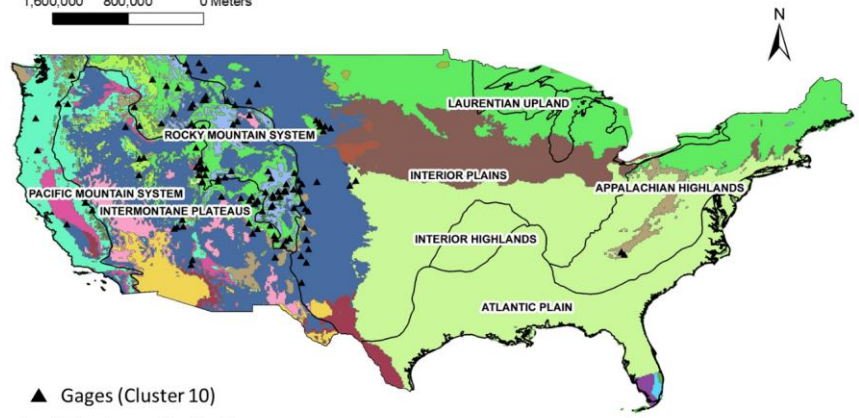 1,600,000 800,000 0 Meters
N
LAURENTIAN UPLAND
ROCKY MOUNTAIN SYSTEM
INTERIOR PLAINS
APPALACHIAN HIGHLANDS
PACIFIC MOUNTAIN SYSTEM
INTERMONTANE PLATEAUS
INTERIOR HIGHLANDS
ATLANTIC PLAIN
Gages (Cluster 10)